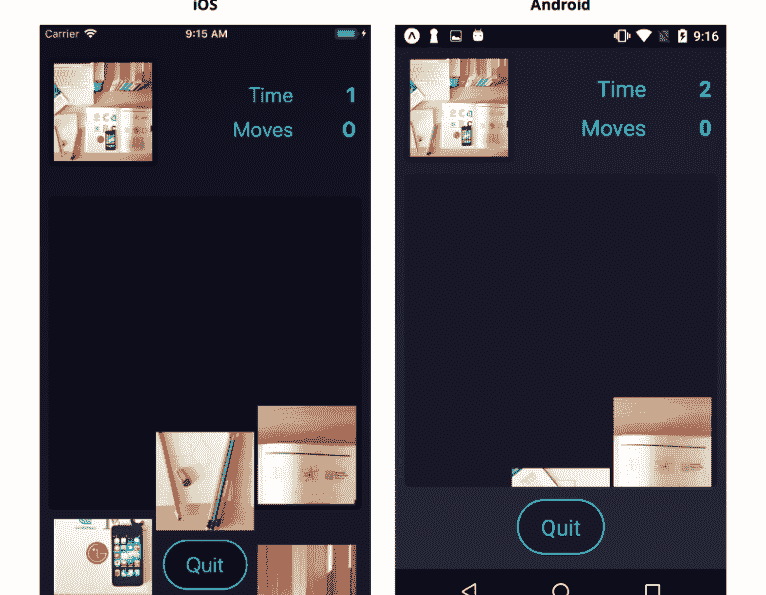 iOS
Android
Carrier
9:15 AM
9:16
Time 1
Moves 0
Time 2
Moves 0
Quit
Quit